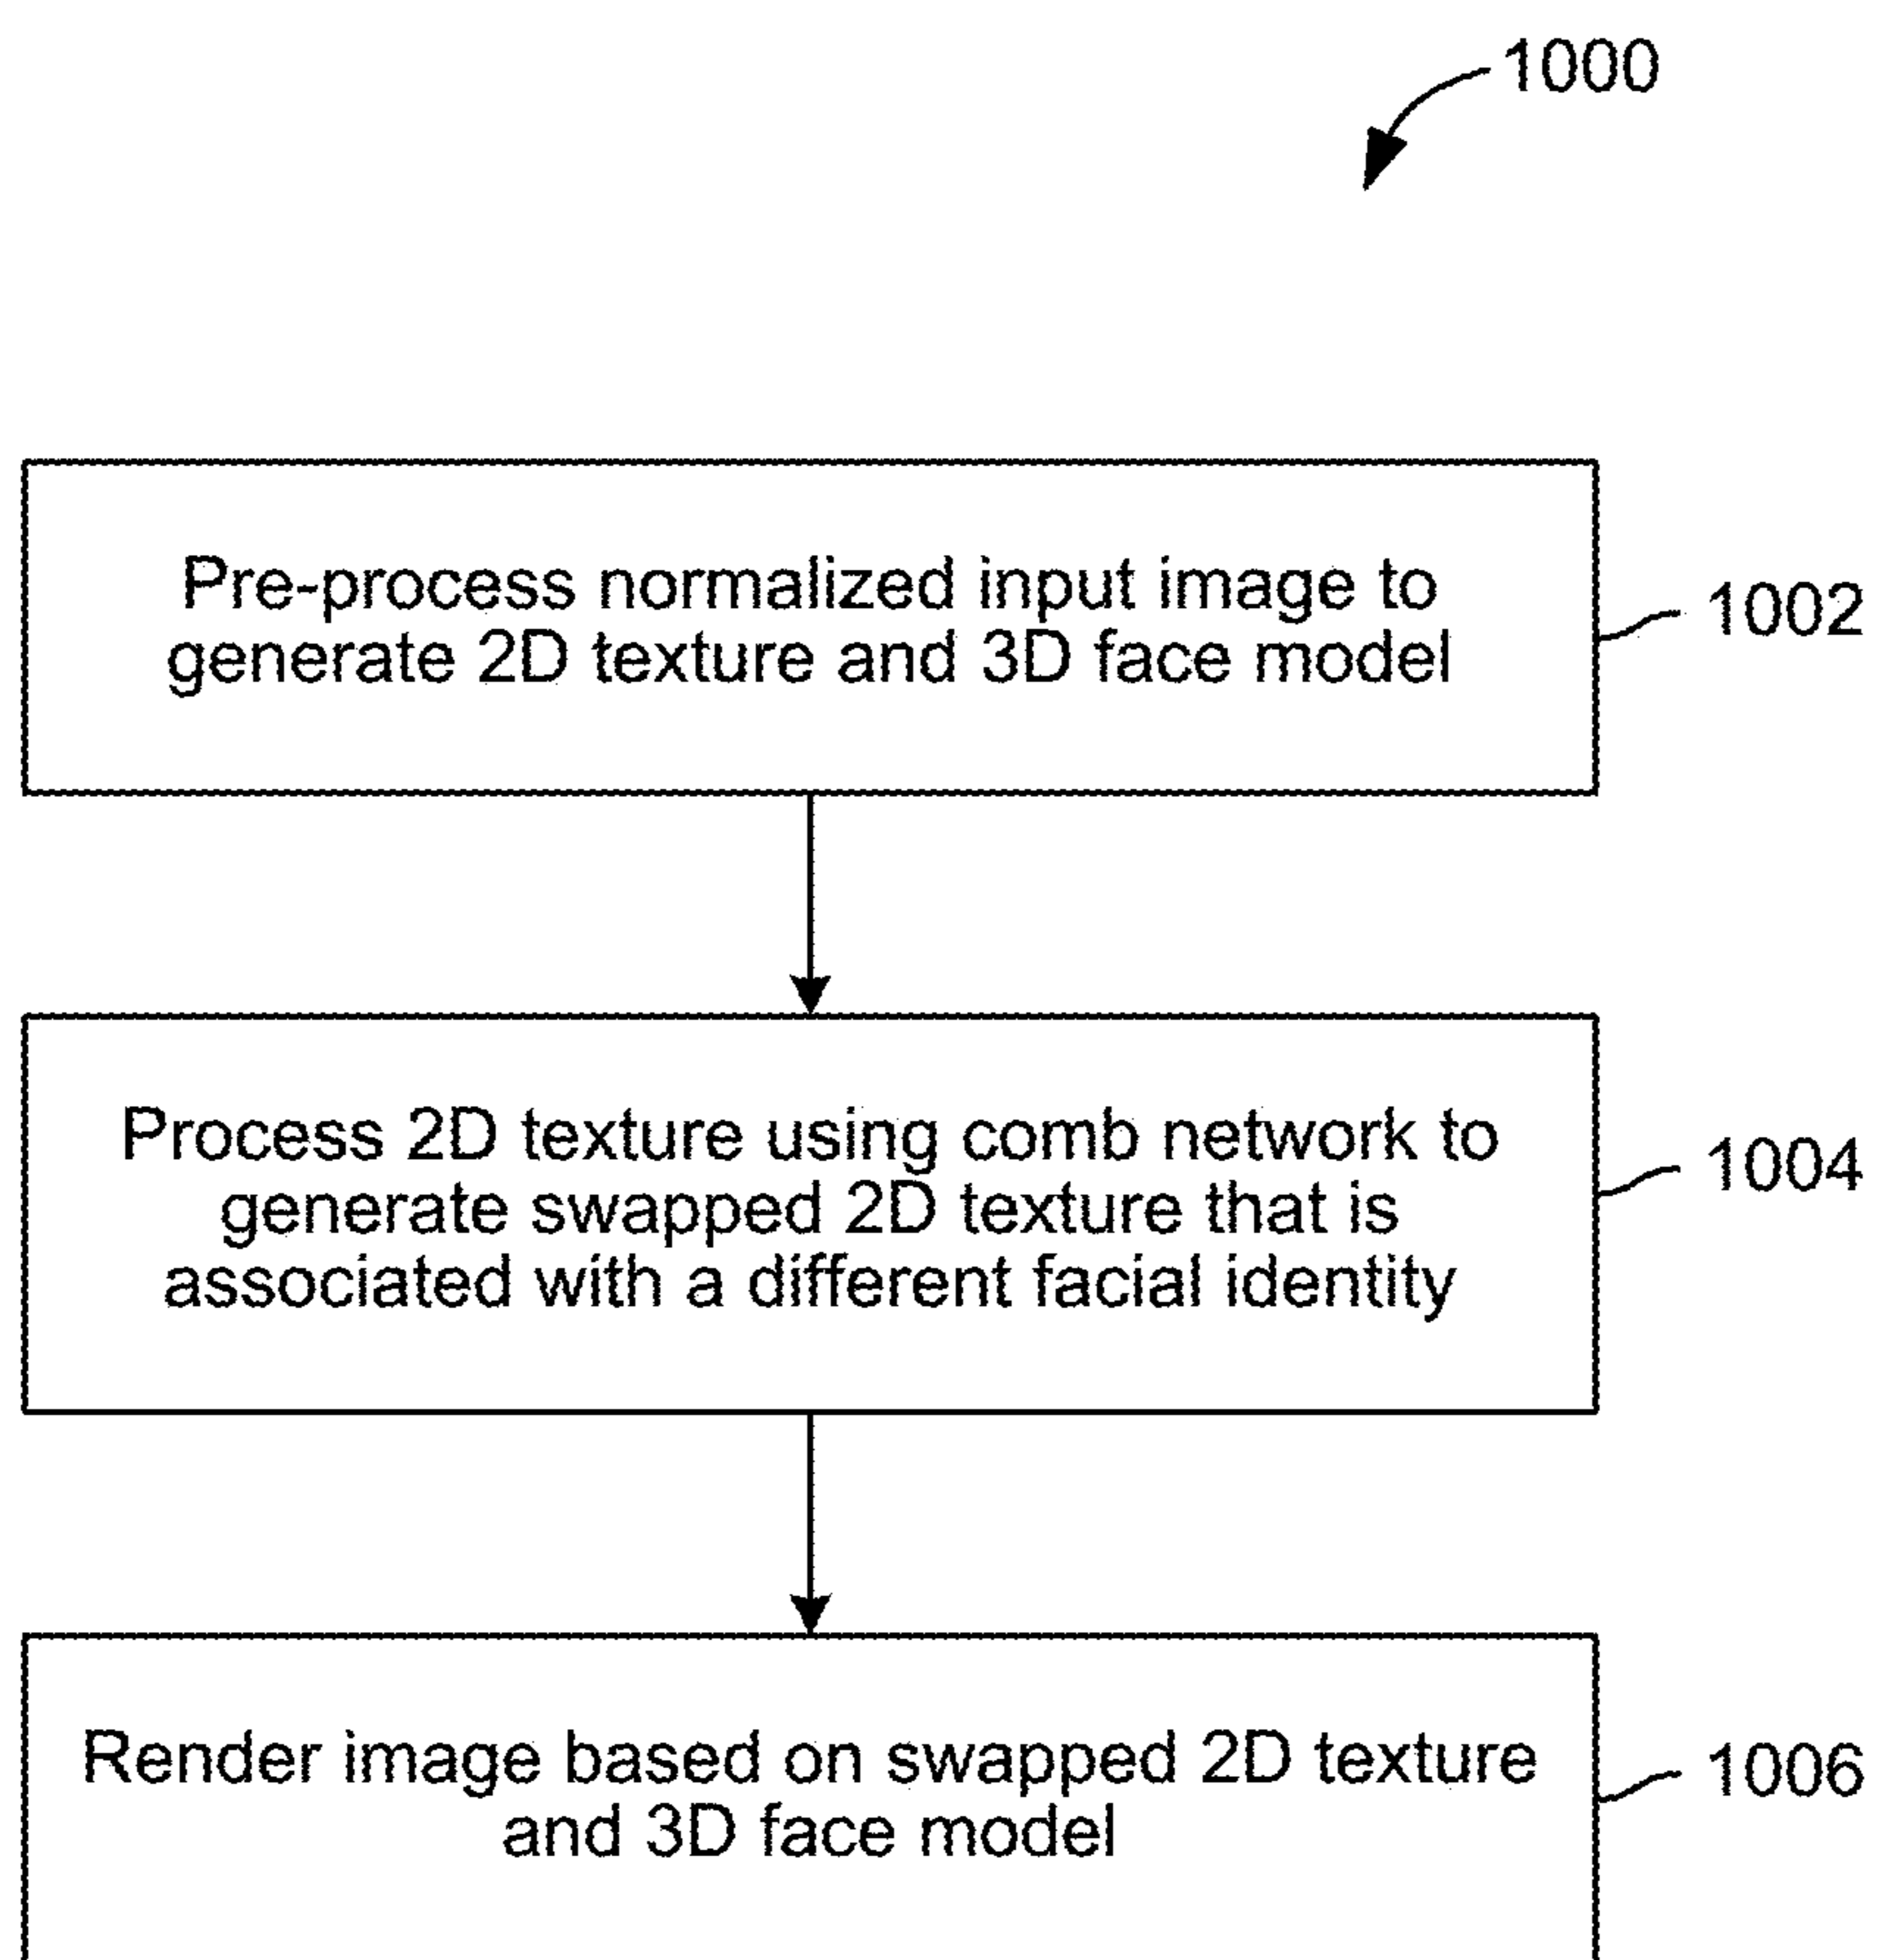 1000
Pre-process normalized input image to
generate 2D texture and 3D face model
1002
Process 2D texture using comb network to
generate swapped 2D texture that is
associated with a different facial identity
1004
Render image based on swapped 2D texture
and 3D face model
1006